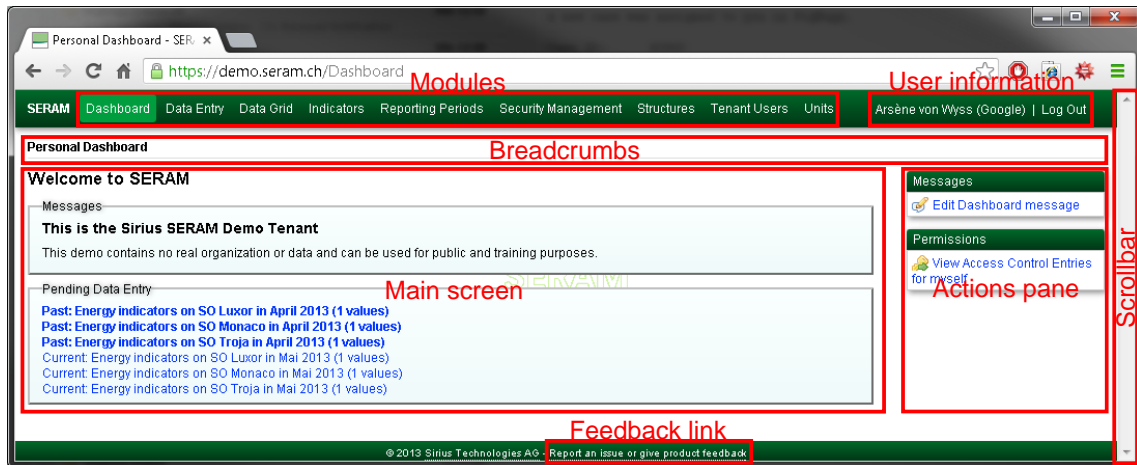 Personal Dashboard - SER
https://demo.seram.ch/Dashboard
Modules
User information
SERAM Dashboard Data Entry Data Grid Indicators Reporting Periods Security Management Structures Tenant Users Units Arsène von Wyss (Google) | Log Out
Personal Dashboard
Breadcrumbs
Welcome to SERAM
Messages
This is the Sirius SERAM Demo Tenant
This demo contains no real organization or data and can be used for public and training purposes.
SERAM
Pending Data Entry
Main screen
Past: Energy indicators on SO Luxor in April 2013 (1 values)
Past: Energy indicators on SO Monaco in April 2013 (1 values)
Past: Energy indicators on SO Troja in April 2013 (1 values)
Current: Energy indicators on SO Luxor in Mai 2013 (1 values)
Current: Energy indicators on SO Monaco in Mai 2013 (1 values)
Current: Energy indicators on SO Troja in Mai 2013 (1 values)
Messages
Edit Dashboard message
Permissions
View Access Control Entries
for myself
Actions pane
Scrollbar
Feedback link
© 2013 Sirius Technologies AG - Report an issue or give product feedback